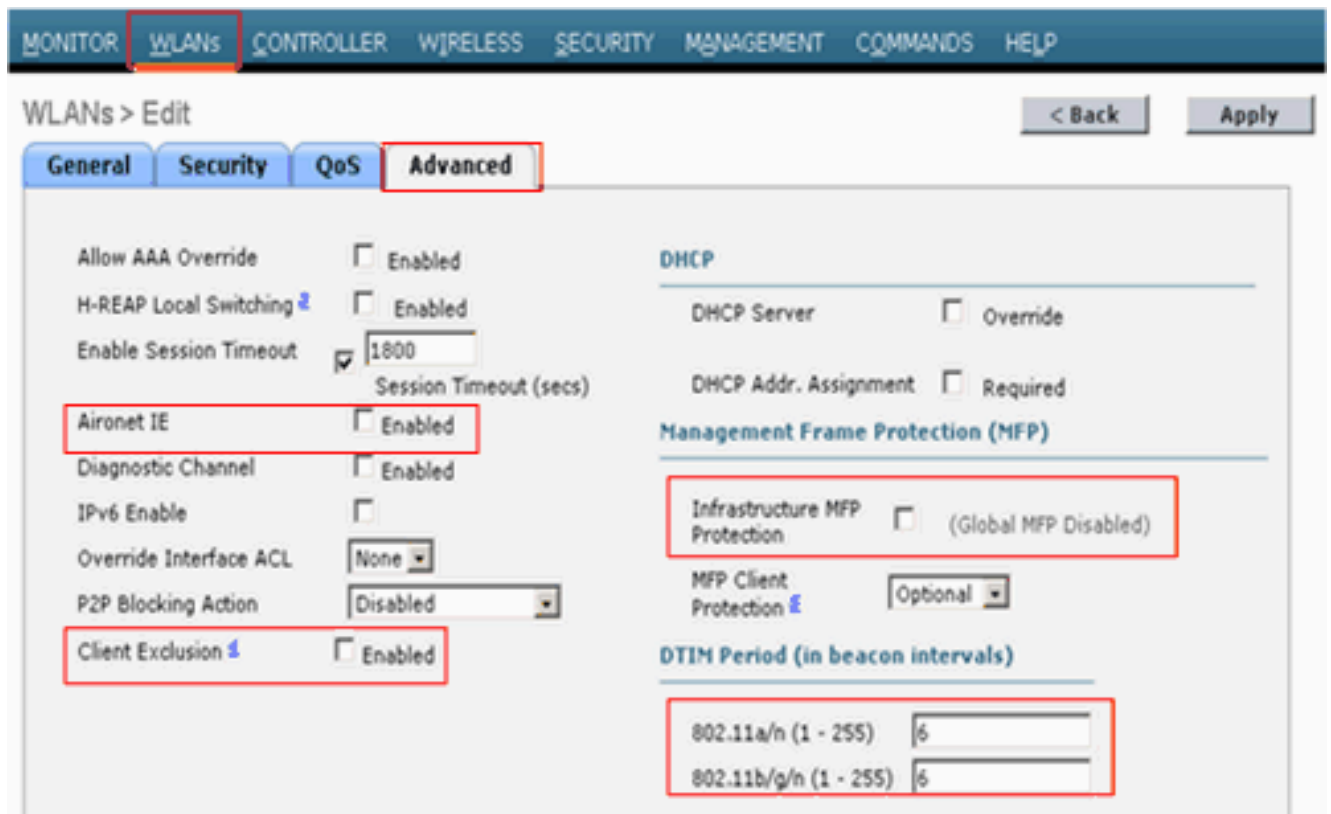 MONITOR WLANs CONTROLLER WIRELESS SECURITY MANAGEMENT COMMANDS HELP
WLANs > Edit
< Back
Apply
General
Security
QoS
Advanced
Allow AAA Override
Enabled
H-REAP Local Switching 2
Enabled
Enable Session Timeout
1800
Session Timeout (secs)
Aironet IE
Enabled
Diagnostic Channel
Enabled
IPv6 Enable
Override Interface ACL
None
P2P Blocking Action
Disabled
Client Exclusion 1
Enabled
DHCP
DHCP Server
Override
DHCP Addr. Assignment
Required
Management Frame Protection (MFP)
Infrastructure MFP
Protection
(Global MFP Disabled)
MFP Client
Protection
Optional
DTIM Period (in beacon intervals)
802.11a/n (1 - 255)
6
802.11b/g/n (1 - 255)
6